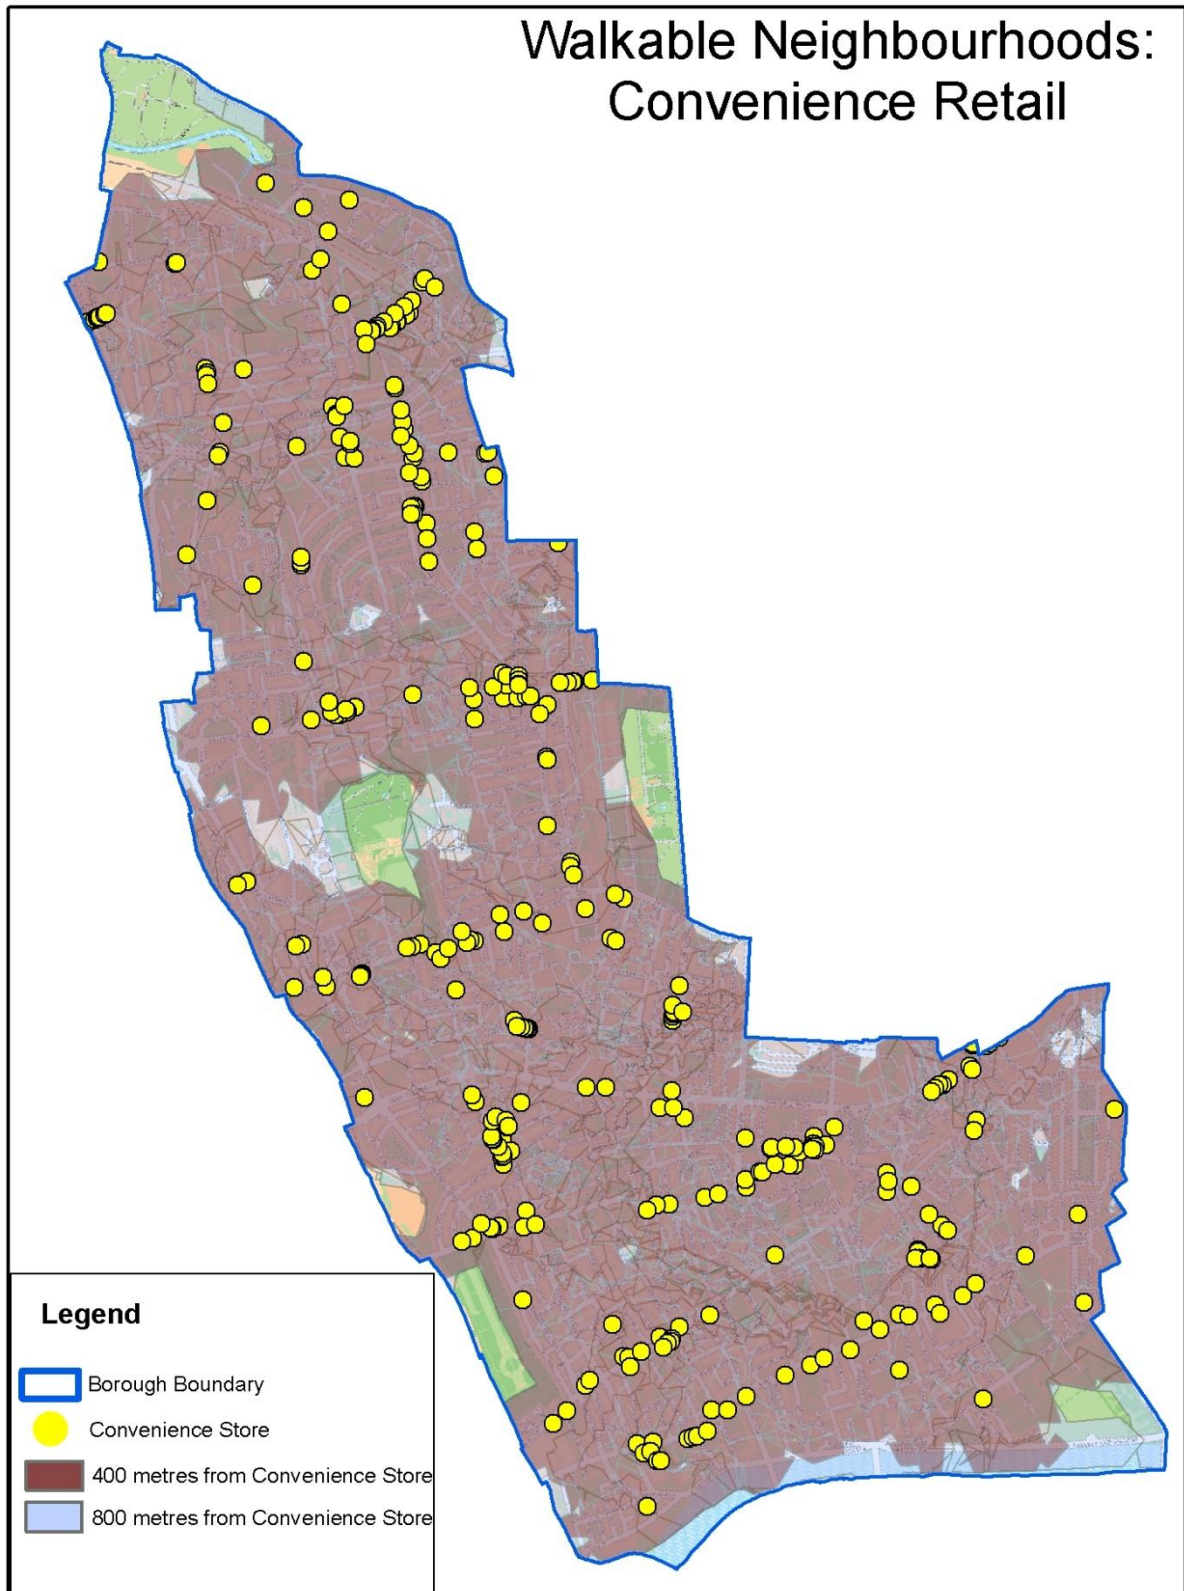 Walkable Neighbourhoods:
Convenience Retail
Legend
Borough Boundary
Convenience Store
400 metres from Convenience Store
800 metres from Convenience Store